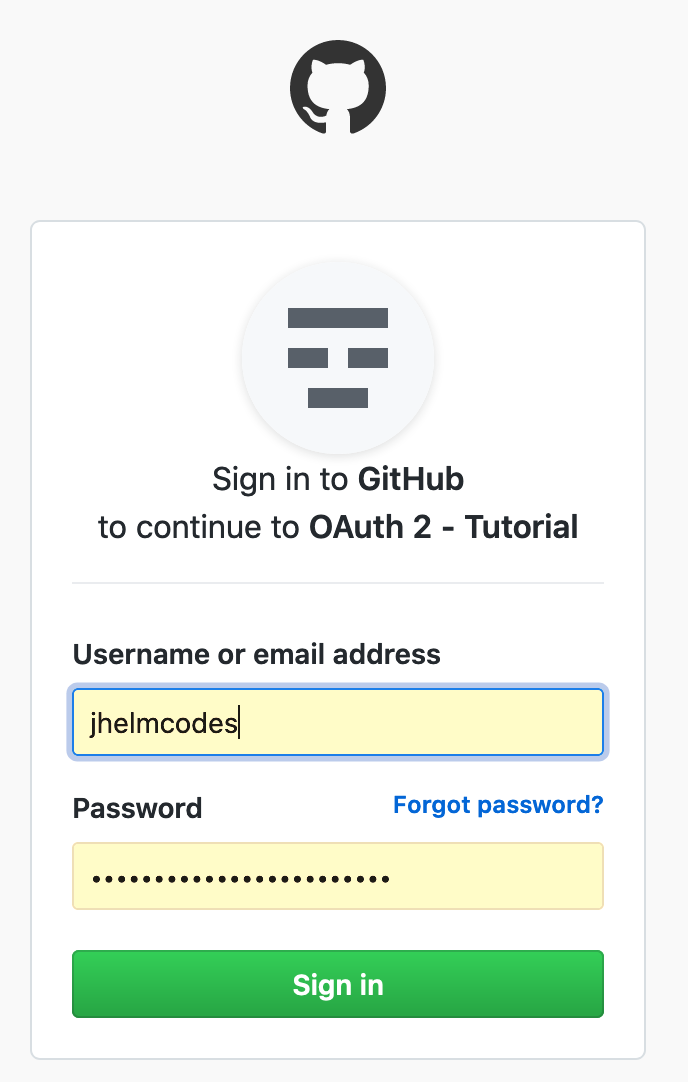 Sign in to GitHub
to continue to OAuth 2 - Tutorial
Username or email address
jhelmcodes
Password Forgot password?
••••••••••••••••••••••••
Sign in